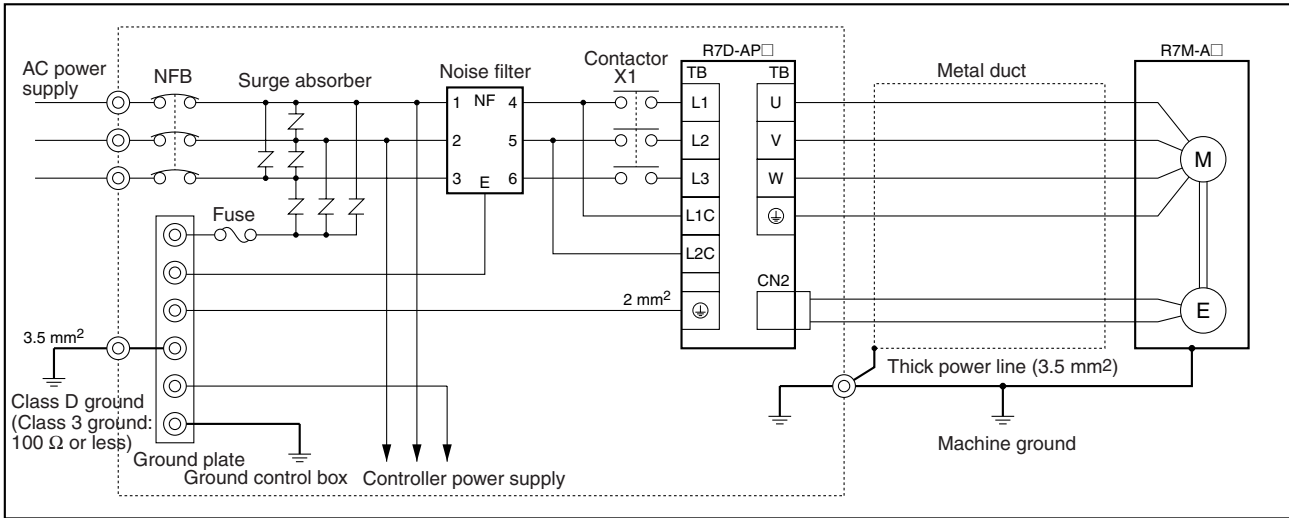 R7D-AP□
R7M-A□
AC power
supply
NFB
Surge absorber
Noise filter
Contactor
X1
TB
TB
Metal duct
1 NF 4
2 5
3 6
E
L1
L2
L3
L1C
L2C
U
V
W
CN2
M
E
Fuse
2 mm²
3.5 mm²
Class D ground
(Class 3 ground:
100 Ω or less)
Ground plate
Ground control box
Controller power supply
Thick power line (3.5 mm²)
Machine ground